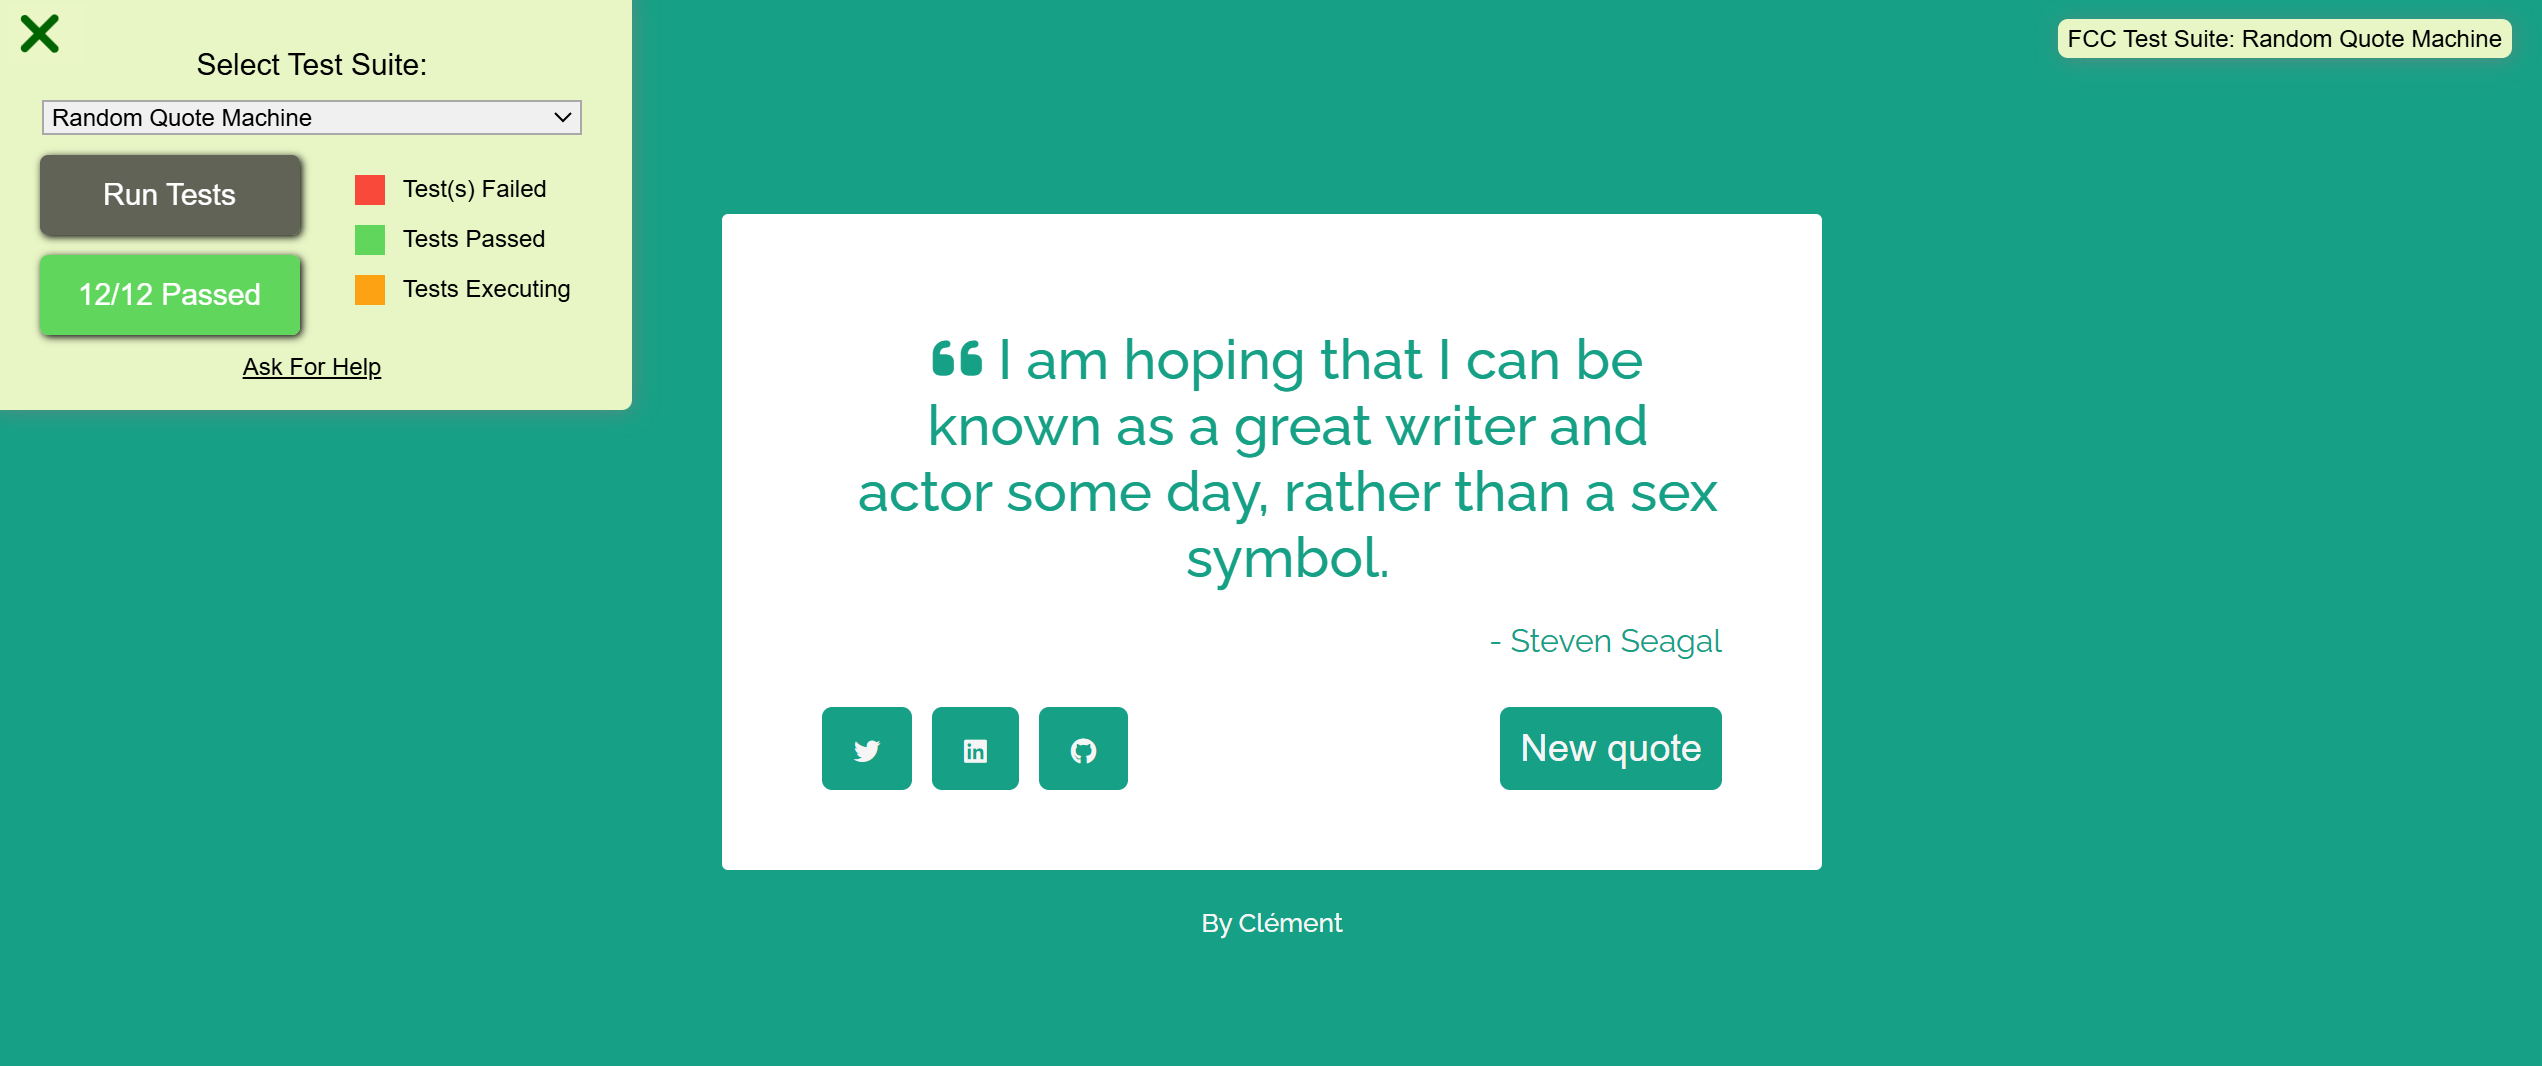 Select Test Suite:
Random Quote Machine
Run Tests
12/12 Passed
Test(s) Failed
Tests Passed
Tests Executing
Ask For Help
FCC Test Suite: Random Quote Machine
“ I am hoping that I can be
known as a great writer and
actor some day, rather than a sex
symbol.
- Steven Seagal
New quote
By Clément